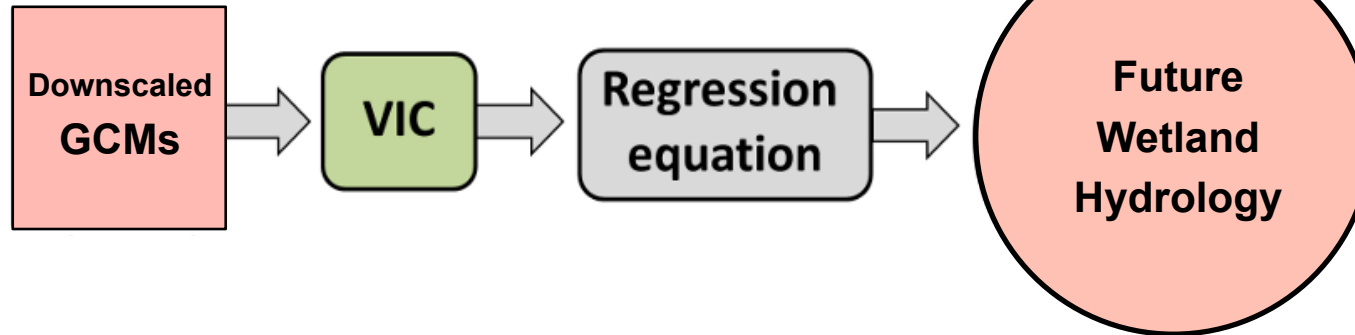 Downscaled
GCMs
VIC
Regression
equation
Future
Wetland
Hydrology